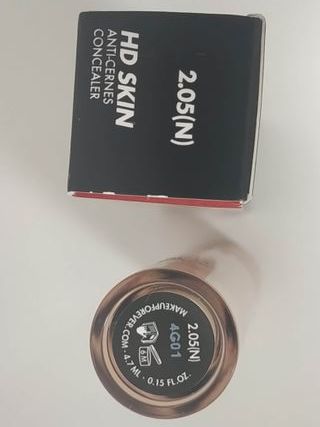 HD SKIN
ANTI-CERNES
CONCEALER
2.05(N)
2.05(N)
4G01
6M
MAKEUPFOREVER.COM - 4.7 ML - 0.15 FL.OZ.